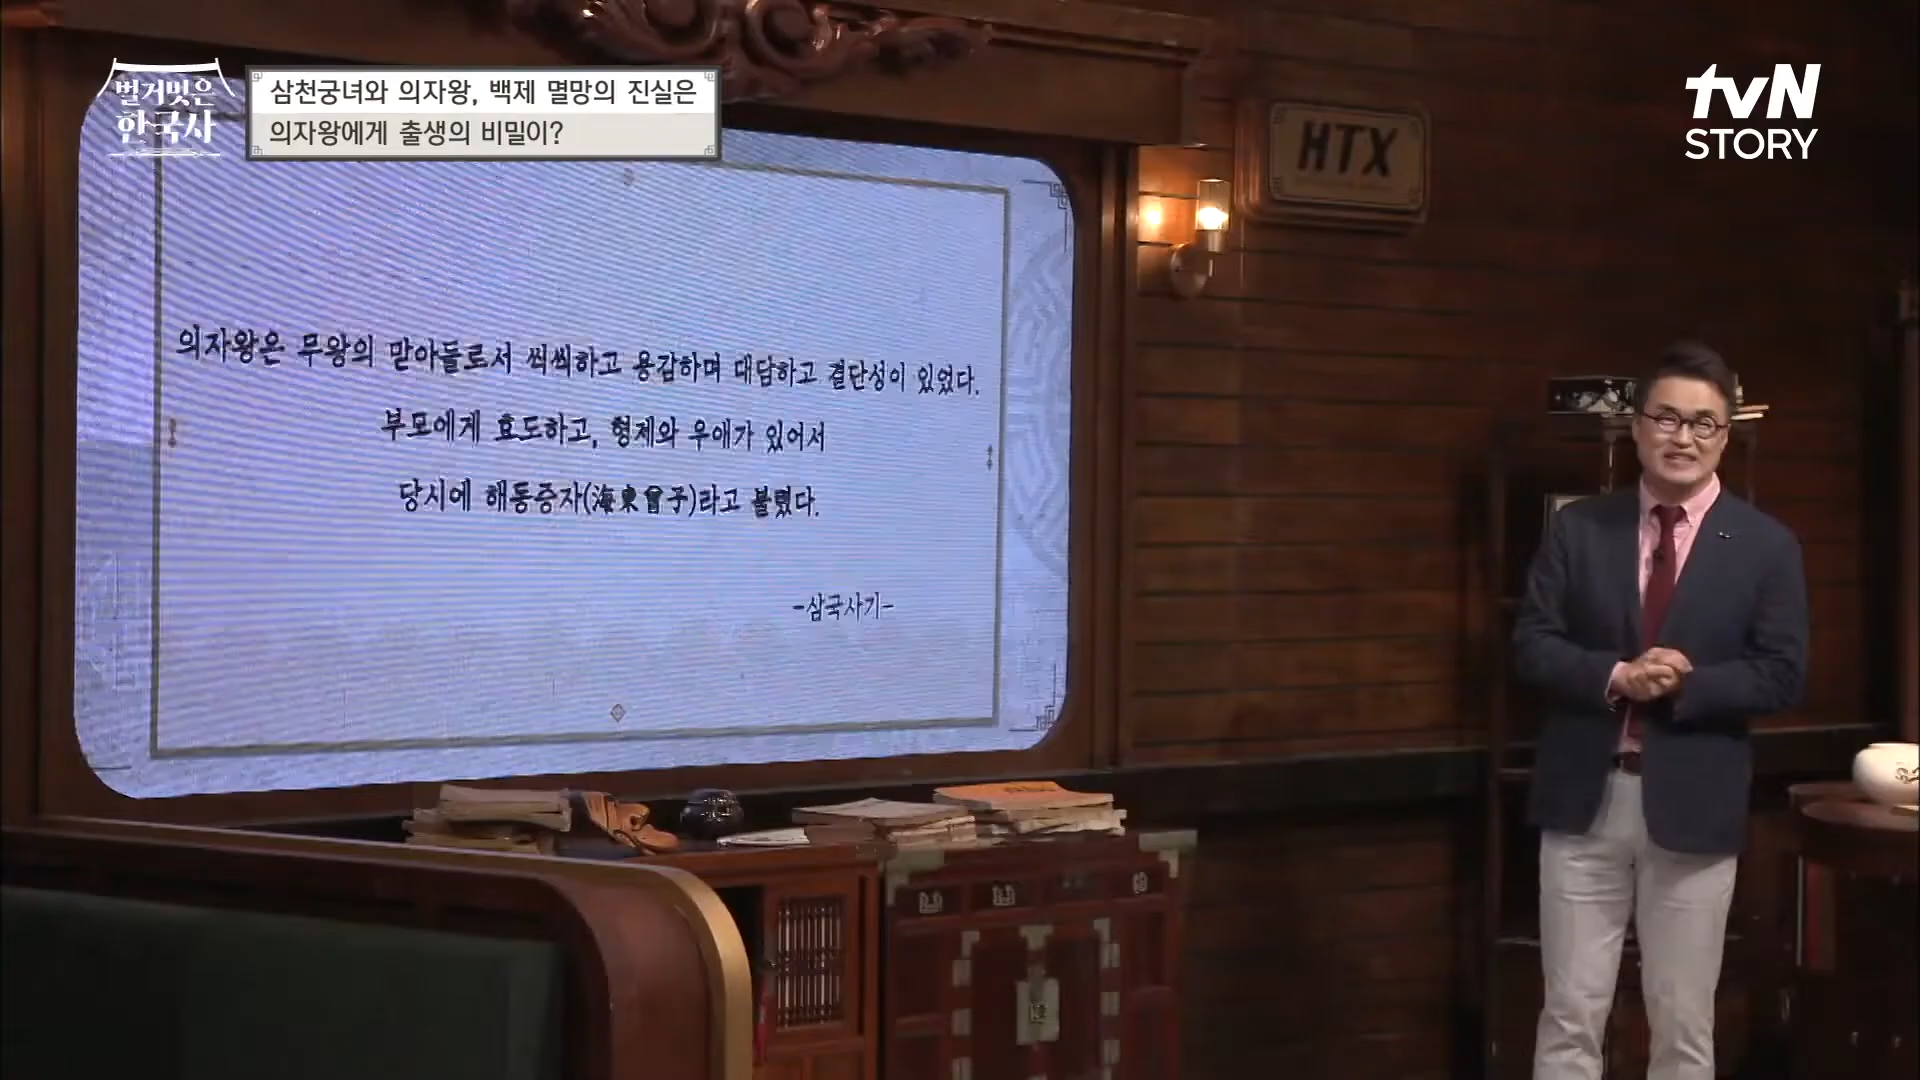 벌거벗은
한국사
삼천궁녀와 의자왕, 백제 멸망의 진실은
의자왕에게 출생의 비밀이?
tvN
STORY
HTX
의자왕은 무왕의 맏아들로서 씩씩하고 용감하며 대담하고 결단성이 있었다.
부모에게 효도하고, 형제와 우애가 있어서
당시에 해동증자(海東曾子)라고 불렸다.
-삼국사기-